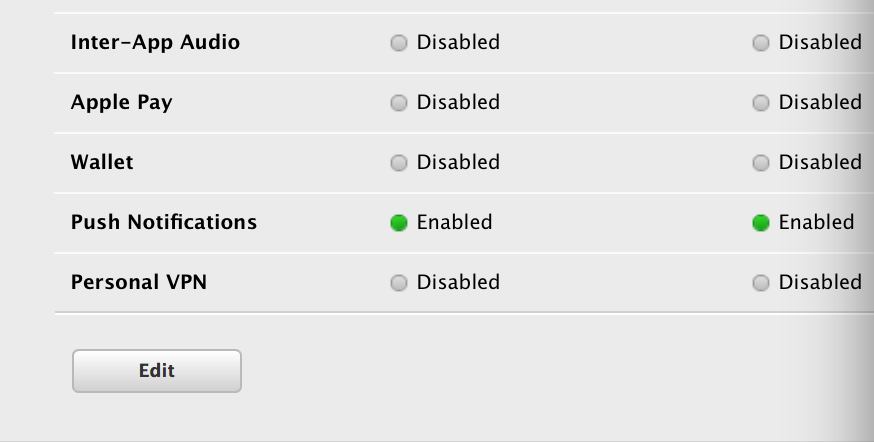 Inter-App Audio Disabled Disabled
Apple Pay Disabled Disabled
Wallet Disabled Disabled
Push Notifications Enabled Enabled
Personal VPN Disabled Disabled
Edit